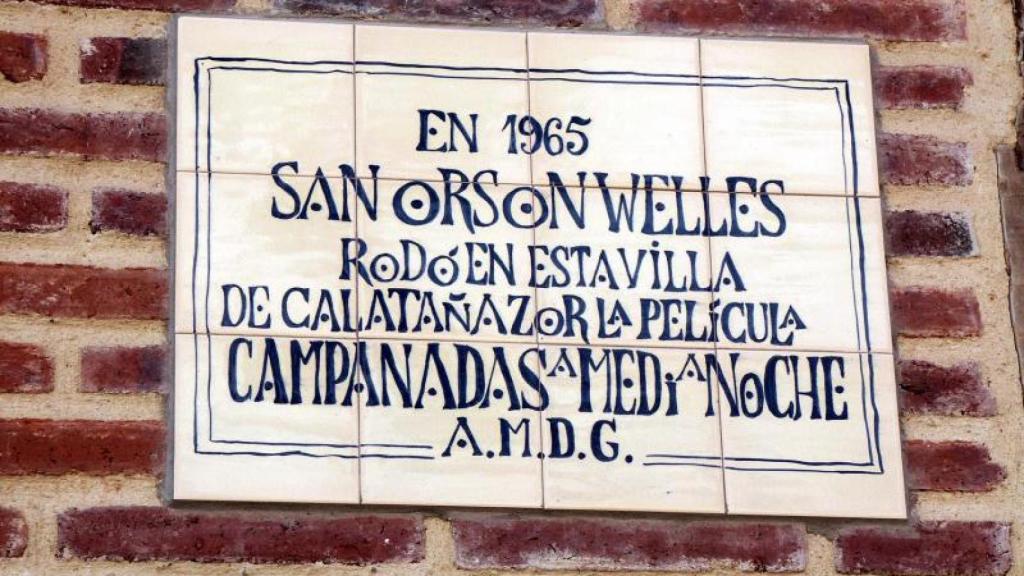 EN 1965
SAN ORSON WELLES
RODÓ EN ESTA VILLA
DE CALATAÑAZOR LA PELÍCULA
CAMPANADAS A MEDIANOCHE
A.M.D.G.